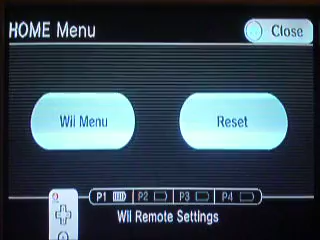 HOME Menu
Close
Wii Menu
Reset
P1 P2 P3 P4
Wii Remote Settings